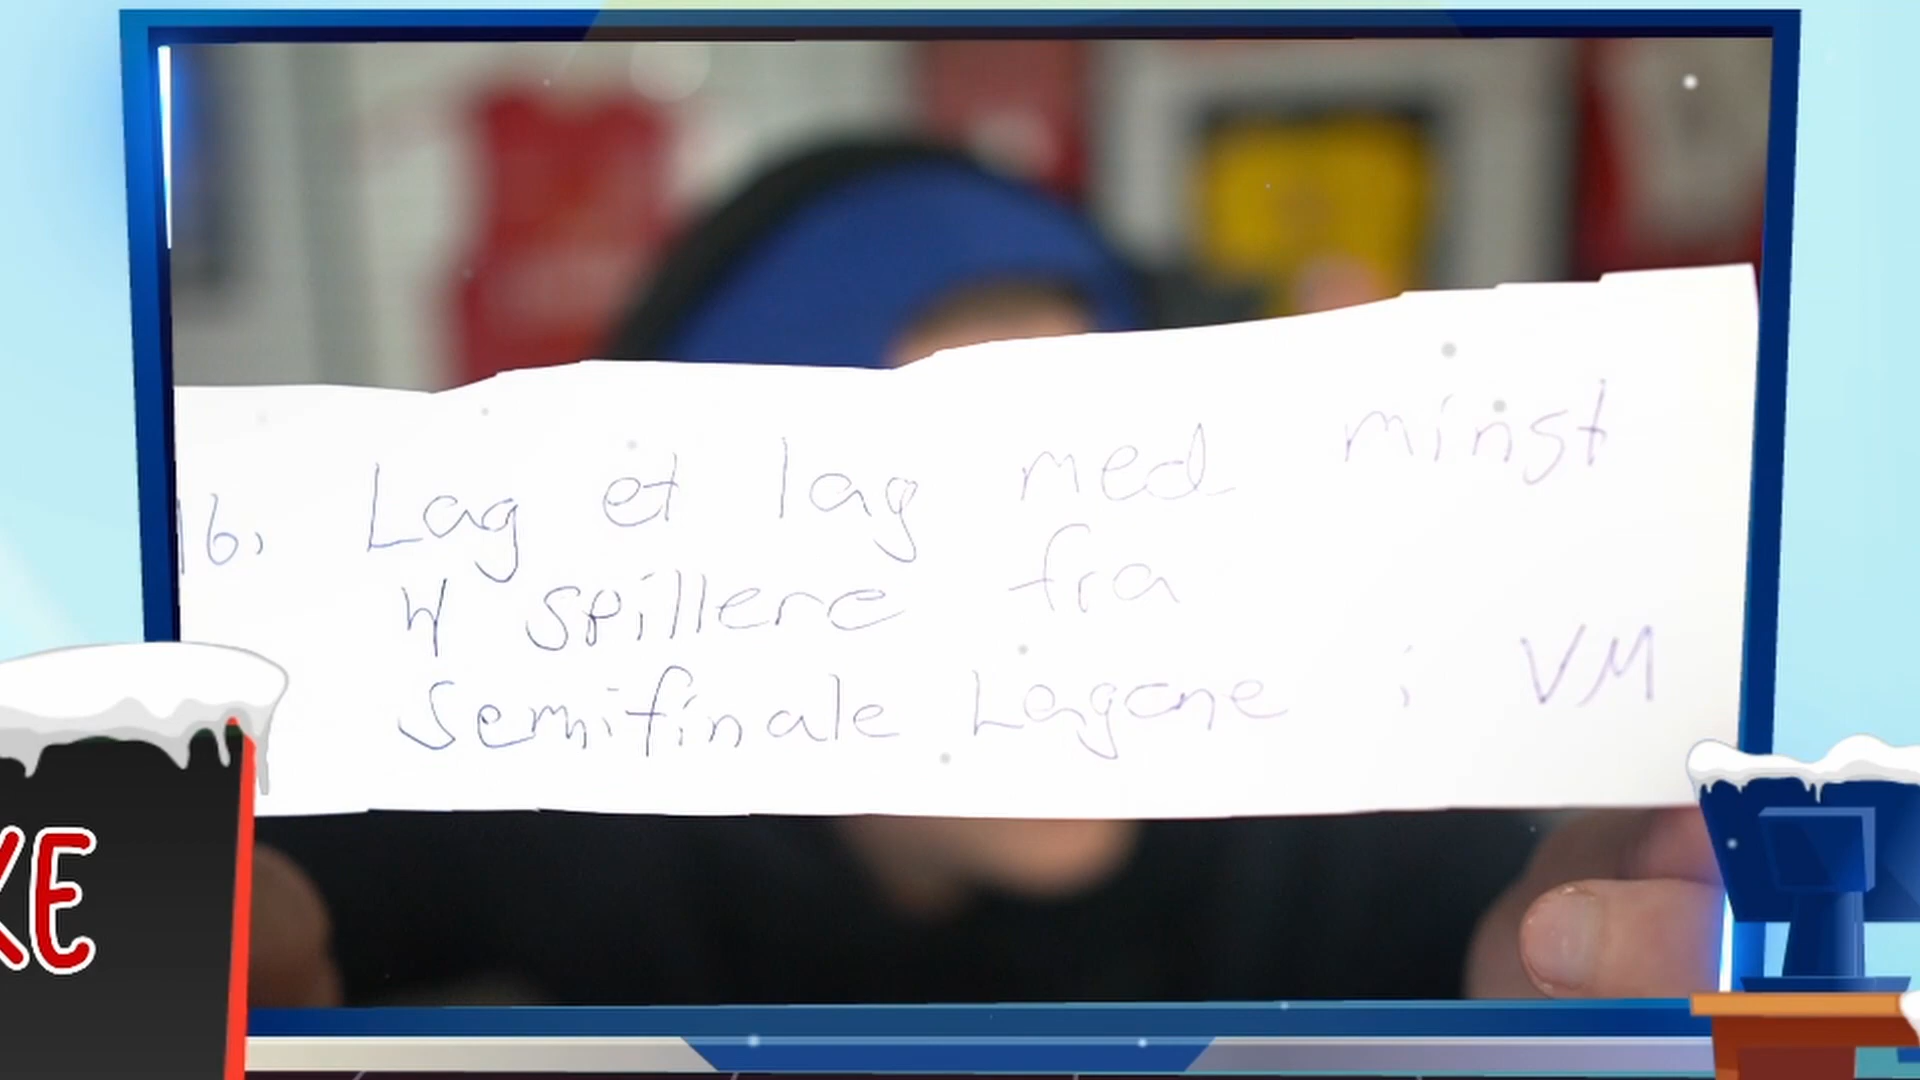 16. Lag et lag med minst
4 spillere fra
Semifinale Lagene i VM
KE